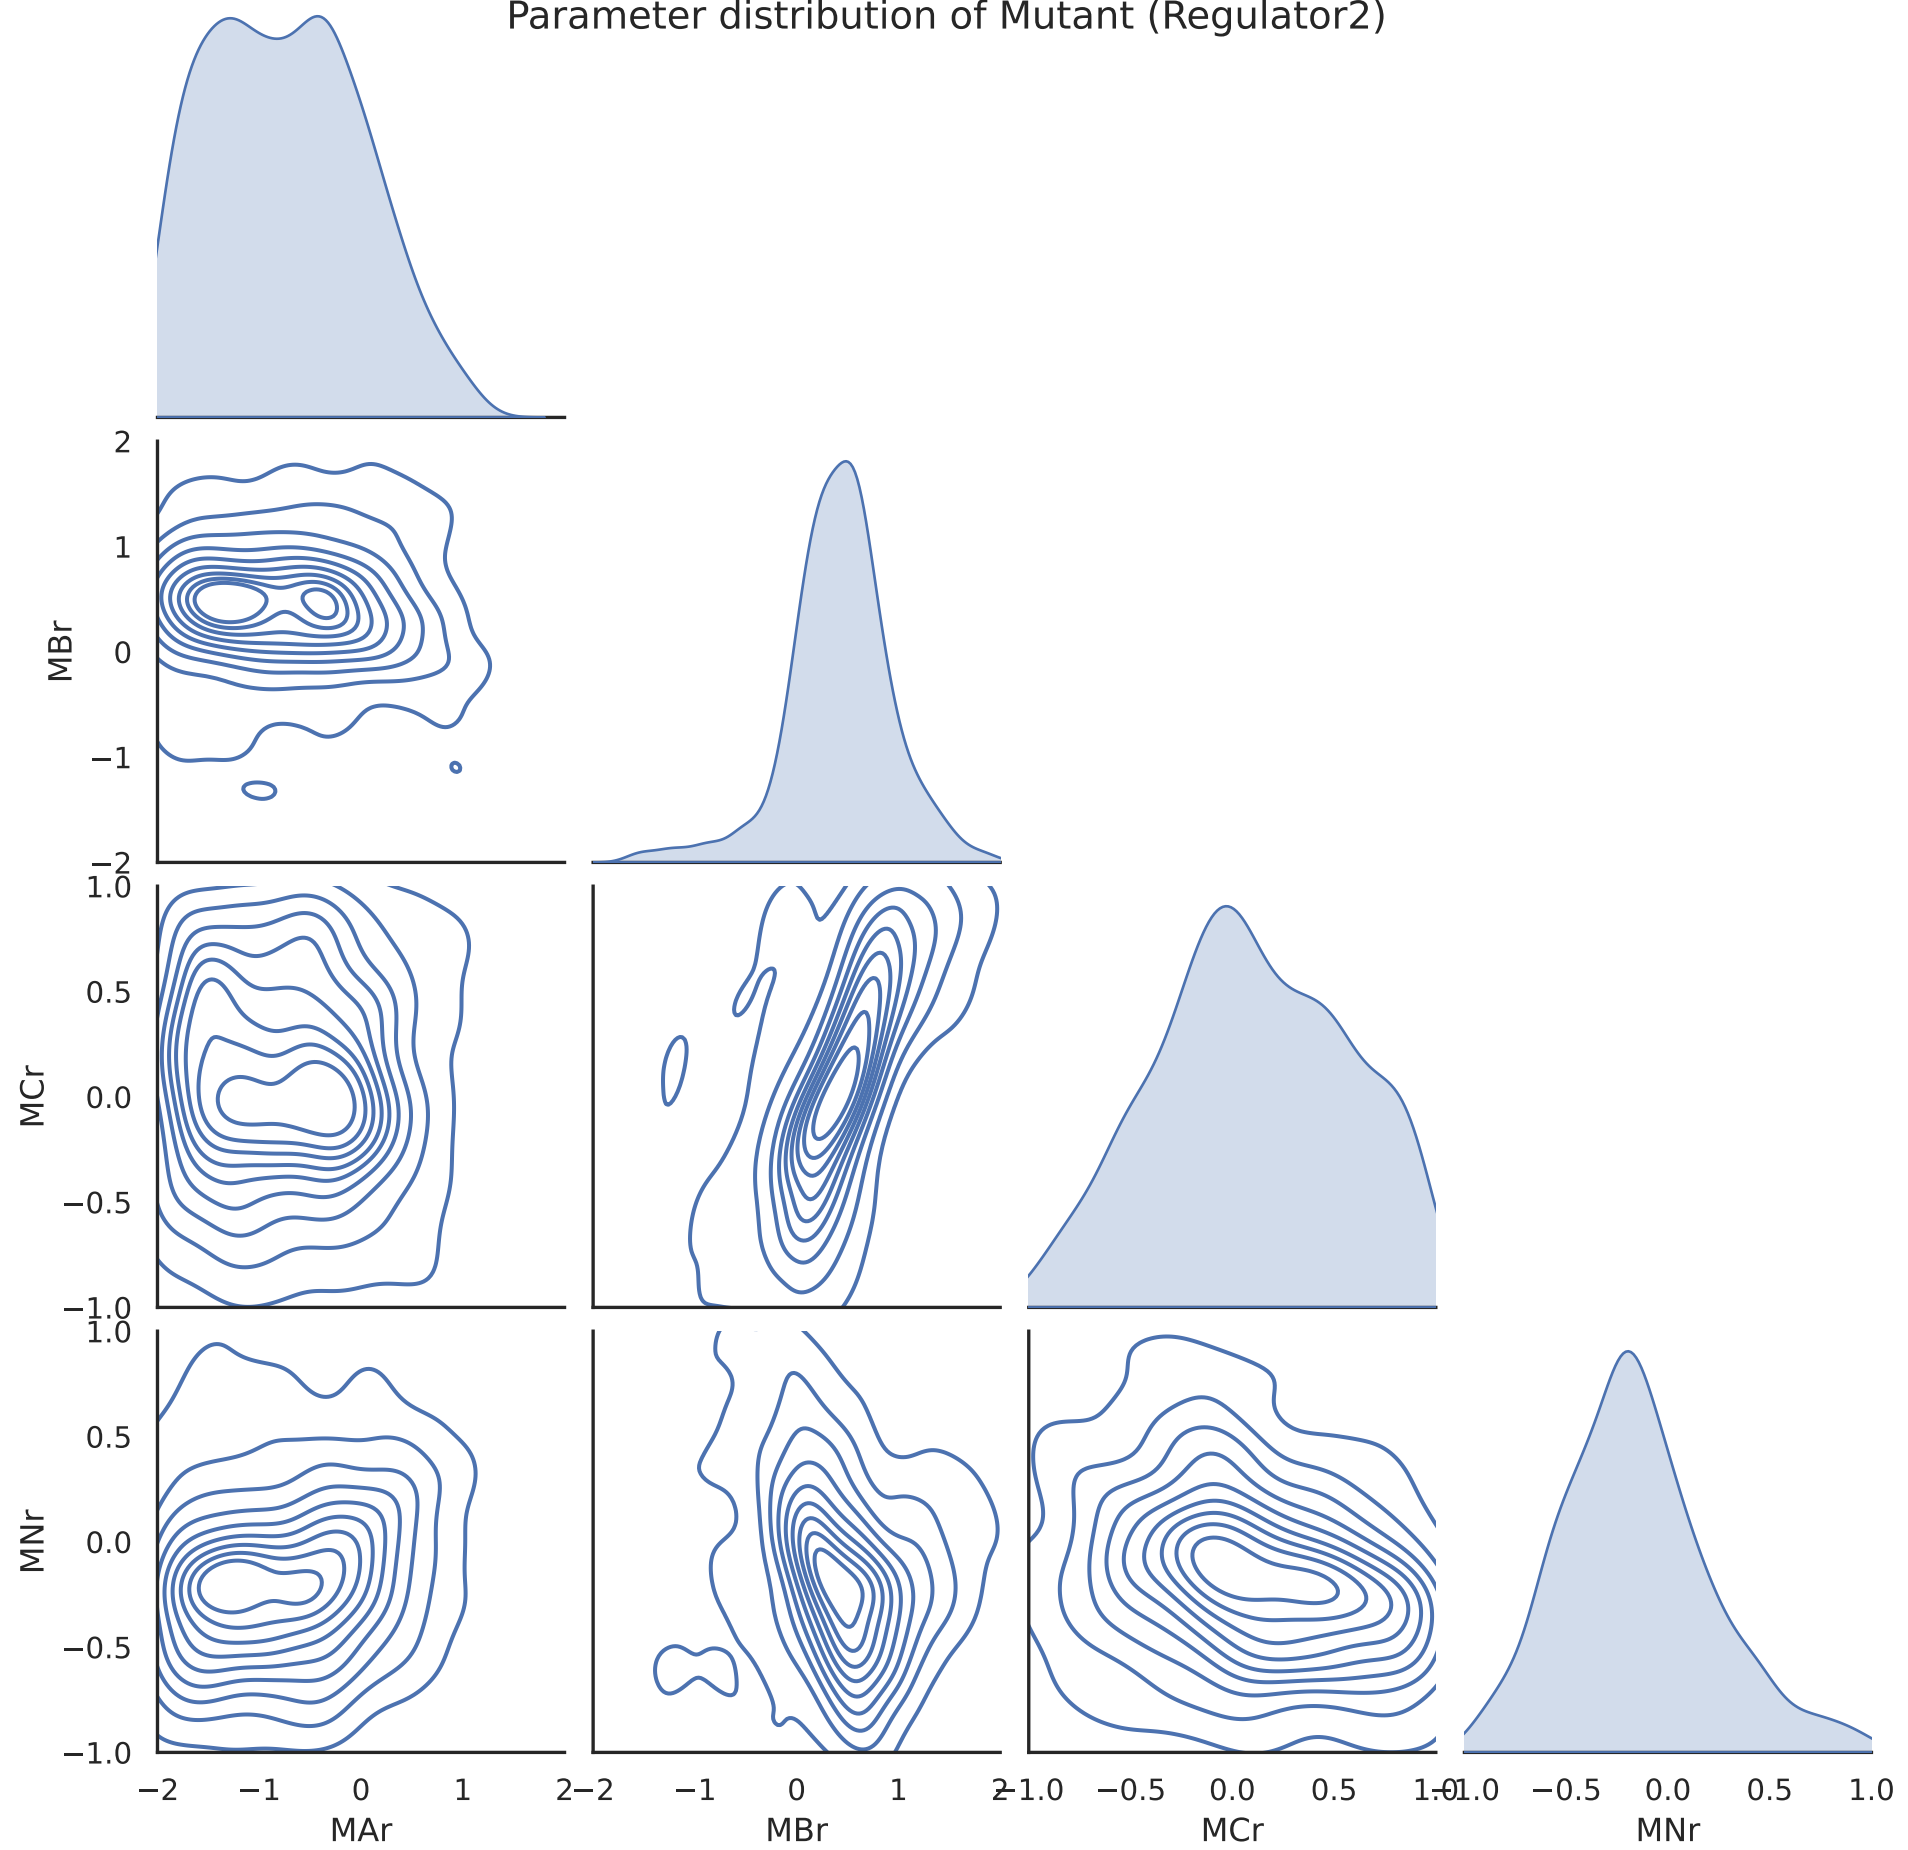 Parameter distribution of Mutant (Regulator2)
2
1
0
−1
−2
MBr
1.0
0.5
0.0
−0.5
−1.0
MCr
1.0
0.5
0.0
−0.5
−1.0
MNr
−2 −1 0 1 2
−2 −1 0 1 2
−1.0 −0.5 0.0 0.5 1.0
−1.0 −0.5 0.0 0.5 1.0
MAr MBr MCr MNr